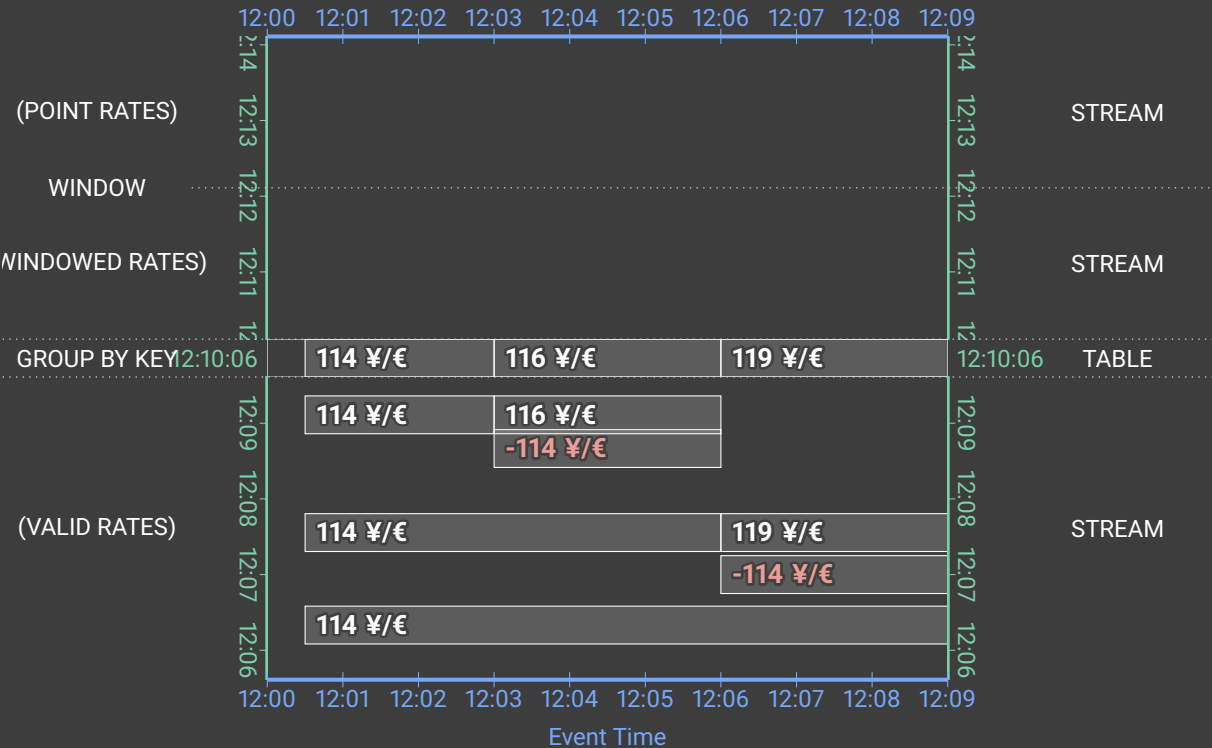 12:00 12:01 12:02 12:03 12:04 12:05 12:06 12:07 12:08 12:09
(POINT RATES)
STREAM
WINDOW
WINDOWED RATES)
STREAM
GROUP BY KEY 12:10:06 114 ¥/€ 116 ¥/€ 119 ¥/€ 12:10:06 TABLE
114 ¥/€ 116 ¥/€
-114 ¥/€
(VALID RATES) 114 ¥/€ 119 ¥/€ STREAM
-114 ¥/€
114 ¥/€
:14 12:13 12:12 12:11 12 12:09 12:08 12:07 12:06
:14 12:13 12:12 12:11 12 12:09 12:08 12:07 12:06
12:00 12:01 12:02 12:03 12:04 12:05 12:06 12:07 12:08 12:09
Event Time